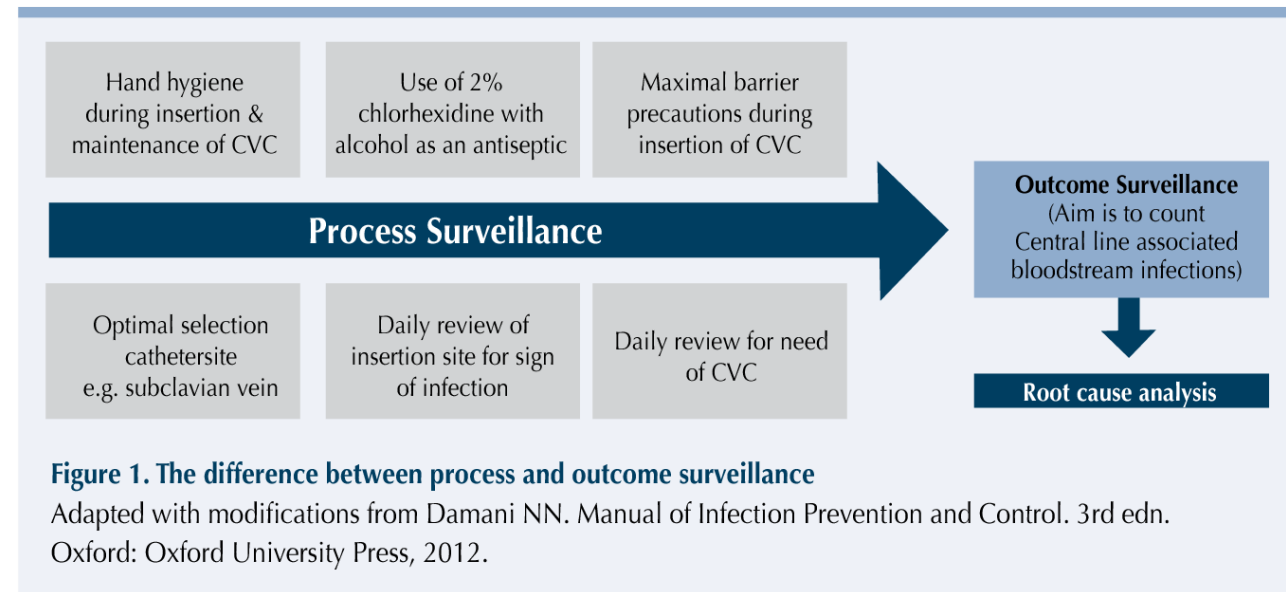 Hand hygiene
during insertion &
maintenance of CVC
Use of 2%
chlorhexidine with
alcohol as an antiseptic
Maximal barrier
precautions during
insertion of CVC
Process Surveillance
Outcome Surveillance
(Aim is to count
Central line associated
bloodstream infections)
Optimal selection
cathetersite
e.g. subclavian vein
Daily review of
insertion site for sign
of infection
Daily review for need
of CVC
Root cause analysis
Figure 1. The difference between process and outcome surveillance
Adapted with modifications from Damani NN. Manual of Infection Prevention and Control. 3rd edn.
Oxford: Oxford University Press, 2012.